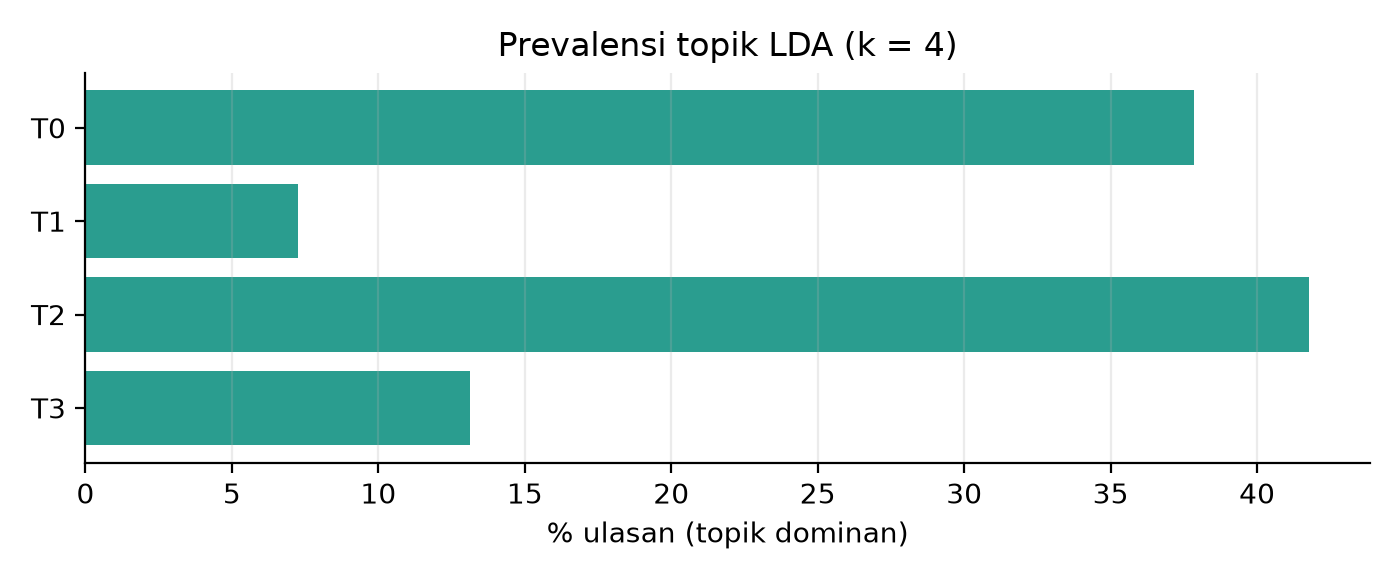 Prevalensi topik LDA (k = 4)
T0
T1
T2
T3
0 5 10 15 20 25 30 35 40
% ulasan (topik dominan)